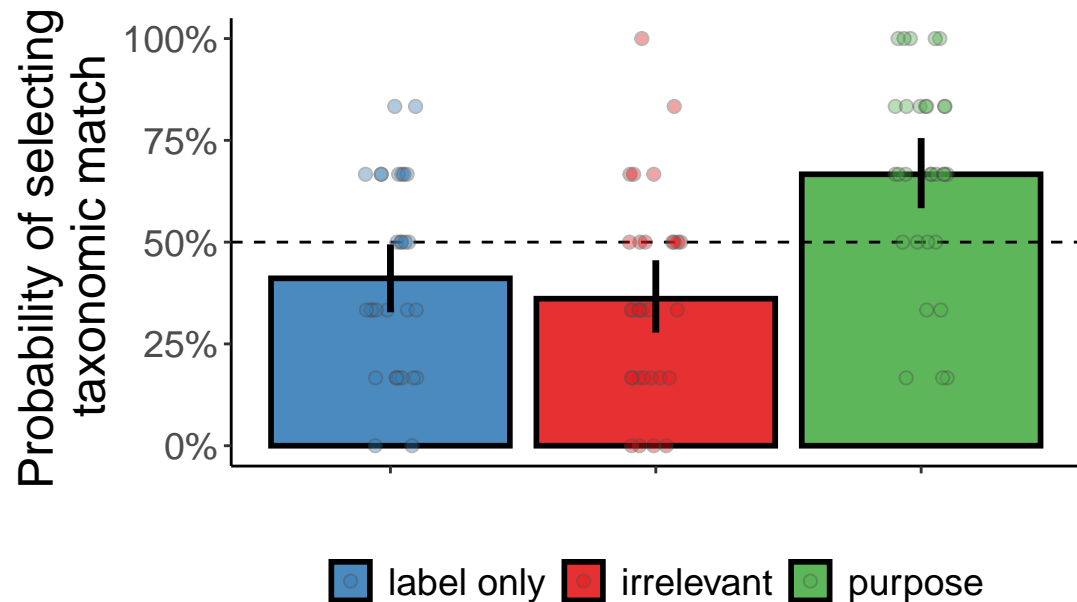 Probability of selecting
taxonomic match
100%
75%
50%
25%
0%
label only
irrelevant
purpose